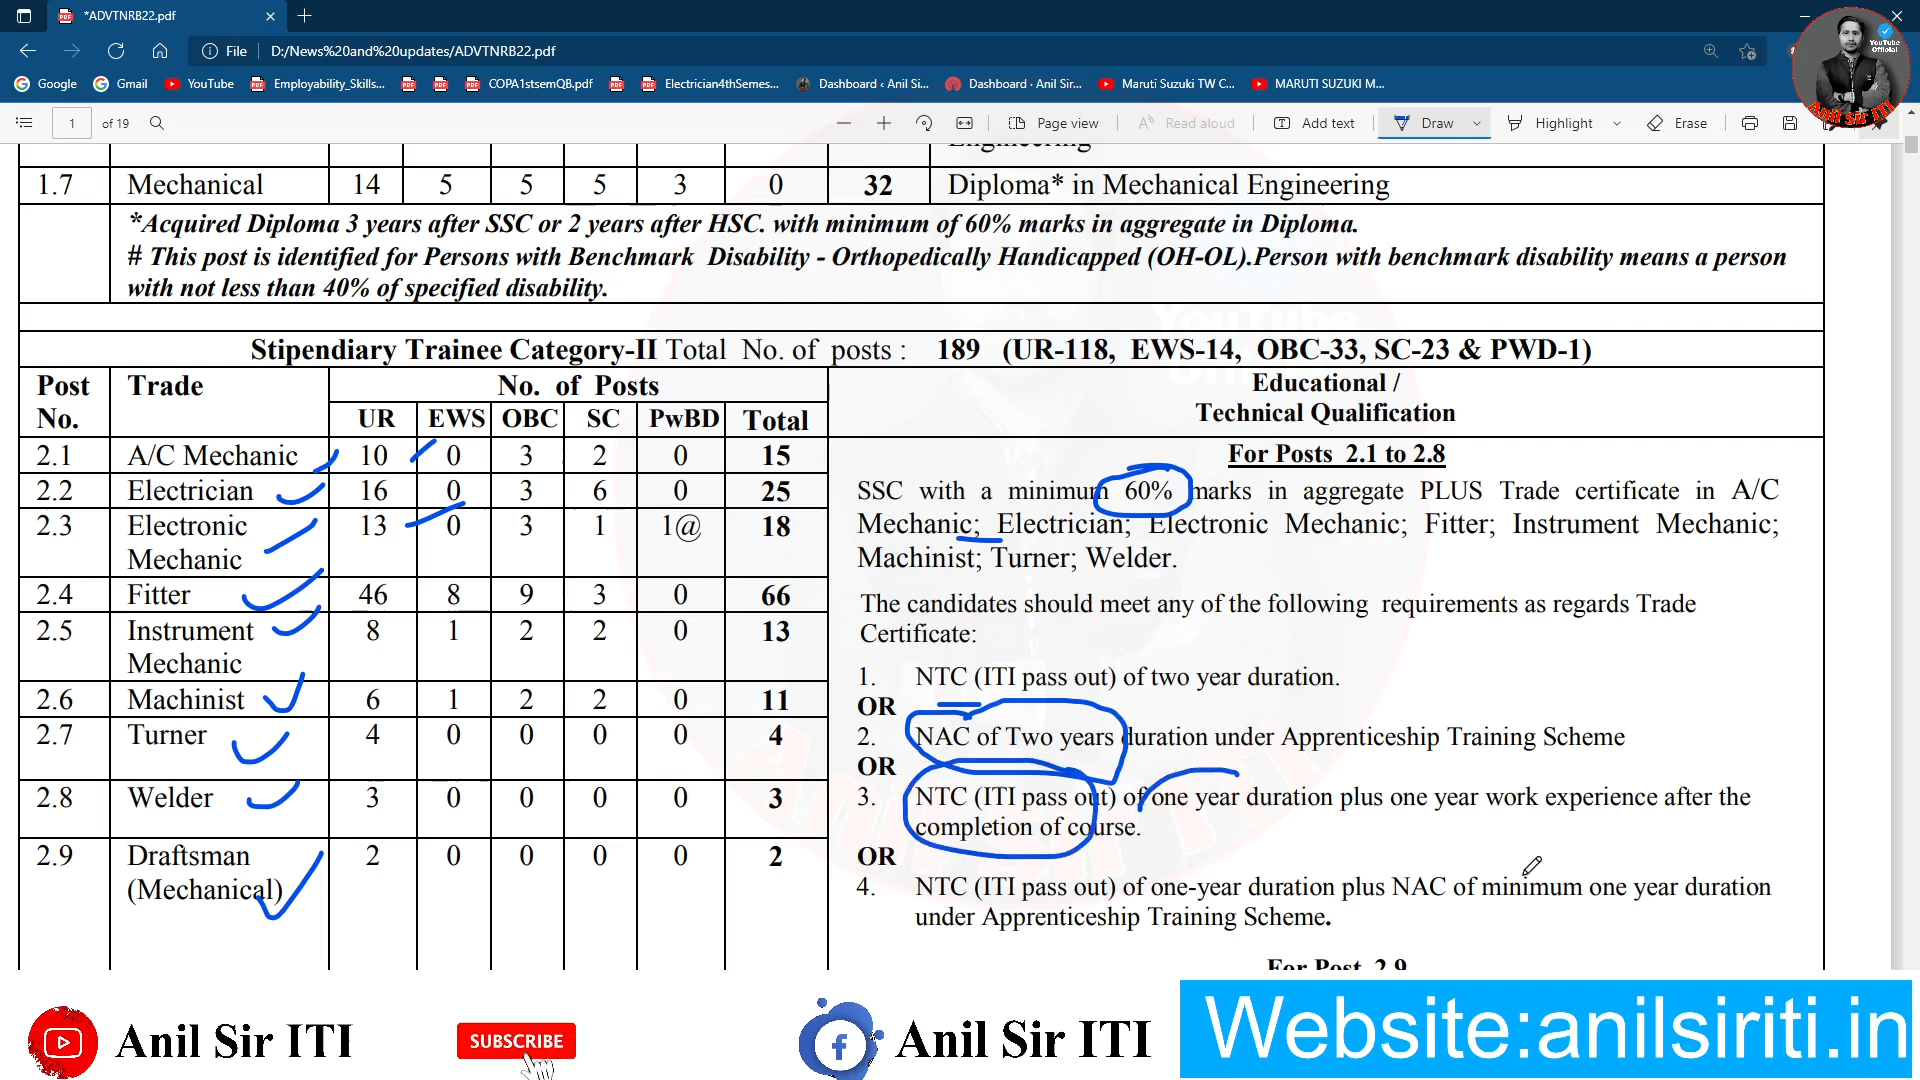 *ADVTNRB22.pdf
File D:/News%20and%20updates/ADVTNRB22.pdf
YouTube
Official
Google Gmail YouTube Employability_Skills... COPA1stsemQB.pdf Electrician4thSemes... Dashboard ‹ Anil Si... Dashboard · Anil Sir... Maruti Suzuki TW C... MARUTI SUZUKI M...
Anil Sir ITI
1 of 19 Page view Read aloud Add text Draw Highlight Erase
Engineering
1.7 Mechanical 14 5 5 5 3 0 32 Diploma* in Mechanical Engineering
*Acquired Diploma 3 years after SSC or 2 years after HSC. with minimum of 60% marks in aggregate in Diploma.
# This post is identified for Persons with Benchmark Disability - Orthopedically Handicapped (OH-OL).Person with benchmark disability means a person
with not less than 40% of specified disability.
Stipendiary Trainee Category-II Total No. of posts : 189 (UR-118, EWS-14, OBC-33, SC-23 & PWD-1)
Post No. Trade No. of Posts Educational /
Technical Qualification
UR EWS OBC SC PwBD Total
2.1 A/C Mechanic 10 0 3 2 0 15
2.2 Electrician 16 0 3 6 0 25
2.3 Electronic Mechanic 13 0 3 1 1@ 18
2.4 Fitter 46 8 9 3 0 66
2.5 Instrument Mechanic 8 1 2 2 0 13
2.6 Machinist 6 1 2 2 0 11
2.7 Turner 4 0 0 0 0 4
2.8 Welder 3 0 0 0 0 3
2.9 Draftsman (Mechanical) 2 0 0 0 0 2
For Posts 2.1 to 2.8
SSC with a minimum 60% marks in aggregate PLUS Trade certificate in A/C
Mechanic; Electrician; Electronic Mechanic; Fitter; Instrument Mechanic;
Machinist; Turner; Welder.
The candidates should meet any of the following requirements as regards Trade
Certificate:
1. NTC (ITI pass out) of two year duration.
OR
2. NAC of Two years duration under Apprenticeship Training Scheme
OR
3. NTC (ITI pass out) of one year duration plus one year work experience after the
completion of course.
OR
4. NTC (ITI pass out) of one-year duration plus NAC of minimum one year duration
under Apprenticeship Training Scheme.
For Post 2.9
Anil Sir ITI SUBSCRIBE Anil Sir ITI Website:anilsiriti.in